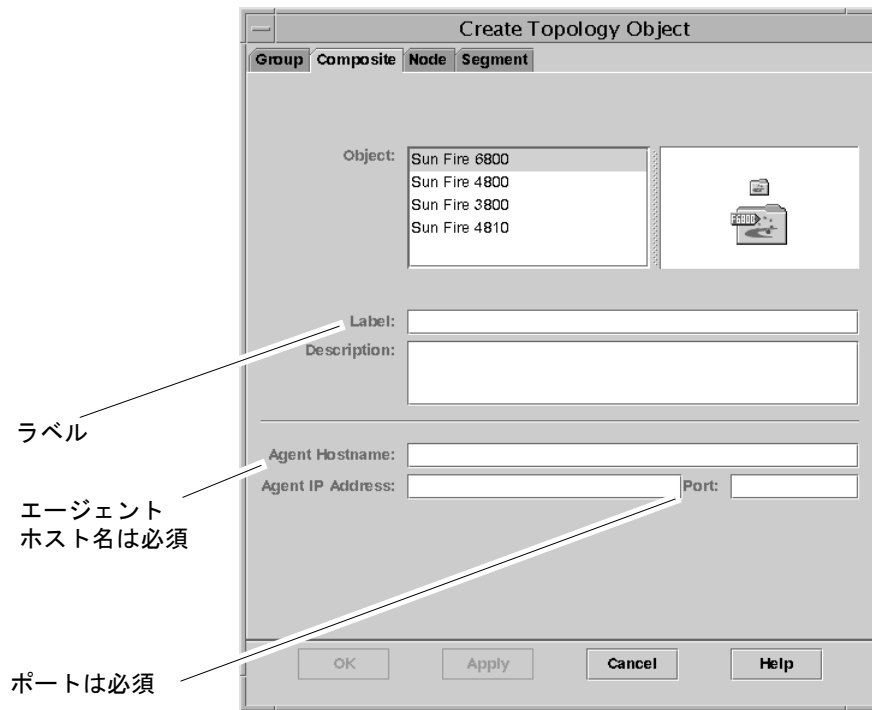 Create Topology Object
Group Composite Node Segment
Object:
Sun Fire 6800
Sun Fire 4800
Sun Fire 3800
Sun Fire 4810
F6800
Label:
Description:
ラベル
Agent Hostname:
Agent IP Address: Port:
エージェント
ホスト名は必須
OK Apply Cancel Help
ポートは必須